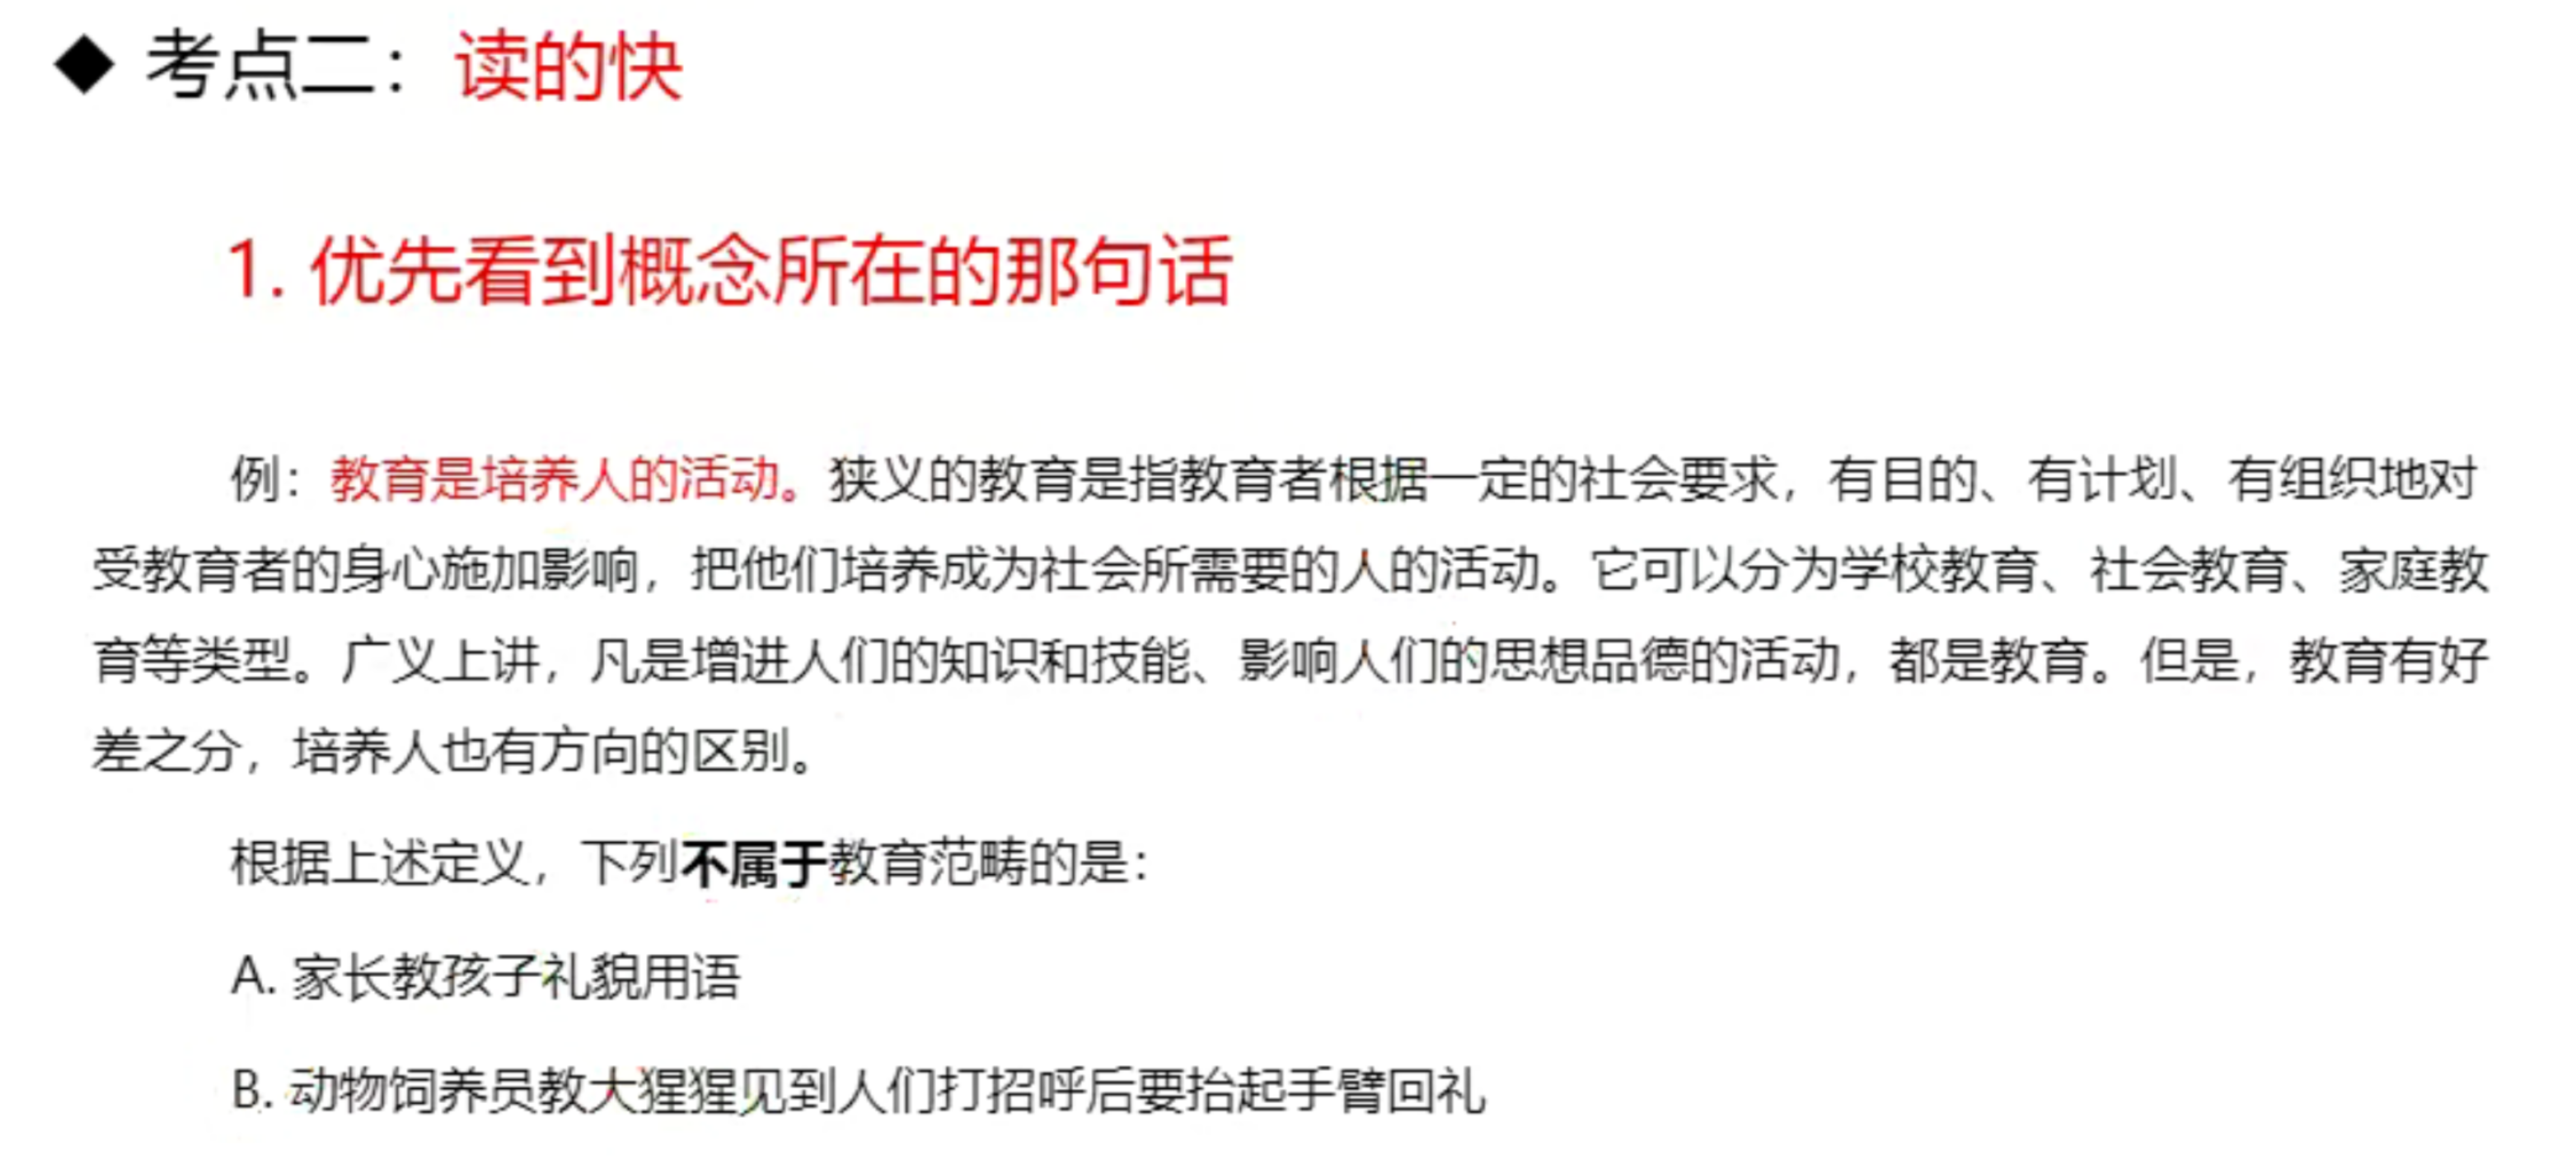 ◆ 考点二：读的快
1. 优先看到概念所在的那句话
例：教育是培养人的活动。狭义的教育是指教育者根据一定的社会要求，有目的、有计划、有组织地对
受教育者的身心施加影响，把他们培养成为社会所需要的人的活动。它可以分为学校教育、社会教育、家庭教
育等类型。广义上讲，凡是增进人们的知识和技能、影响人们的思想品德的活动，都是教育。但是，教育有好
差之分，培养人也有方向的区别。
根据上述定义，下列不属于教育范畴的是：
A. 家长教孩子礼貌用语
B. 动物饲养员教大猩猩见到人们打招呼后要抬起手臂回礼